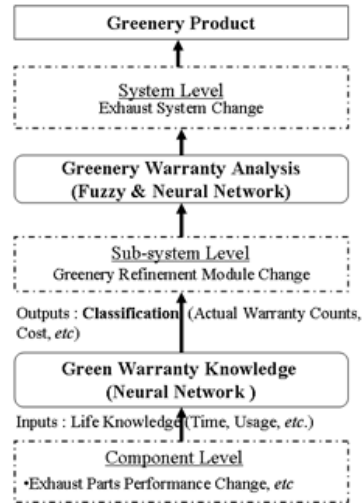 Greenery Product
System Level
Exhaust System Change
Greenery Warranty Analysis
(Fuzzy & Neural Network)
Sub-system Level
Greenery Refinement Module Change
Outputs : Classification (Actual Warranty Counts,
Cost, etc)
Green Warranty Knowledge
(Neural Network )
Inputs : Life Knowledge (Time, Usage, etc.)
Component Level
•Exhaust Parts Performance Change, etc